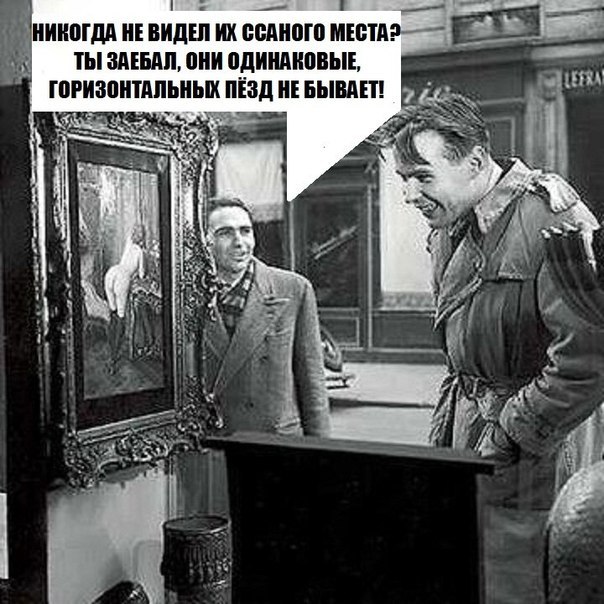 НИКОГДА НЕ ВИДЕЛ ИХ ССАНОГО МЕСТА?
ТЫ ЗАЕБАЛ, ОНИ ОДИНАКОВЫЕ,
ГОРИЗОНТАЛЬНЫХ ПЁЗД НЕ БЫВАЕТ!